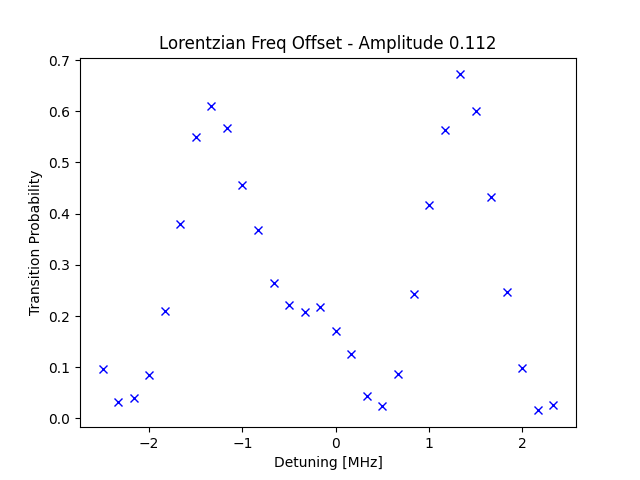 Lorentzian Freq Offset - Amplitude 0.112
Transition Probability
0.7
0.6
0.5
0.4
0.3
0.2
0.1
0.0
−2 −1 0 1 2
Detuning [MHz]